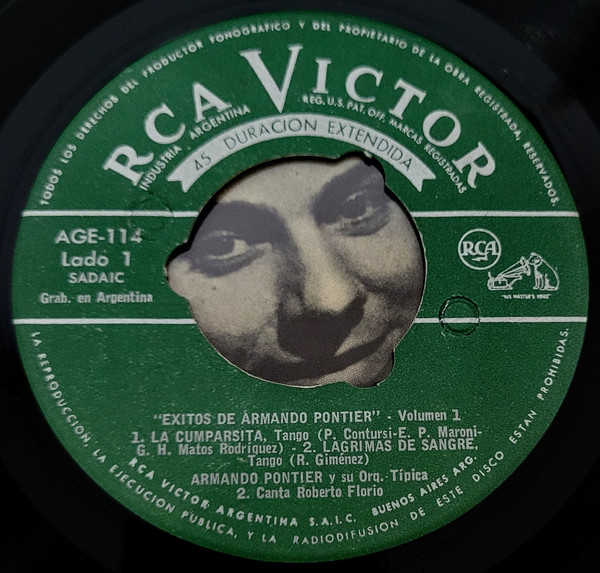 TODOS LOS DERECHOS DEL PRODUCTOR FONOGRAFICO Y DEL PROPIETARIO DE LA OBRA REGISTRADA, RESERVADOS.
RCA VICTOR
INDUSTRIA ARGENTINA
REG. U.S. PAT. OFF. MARCAS REGISTRADAS
45 DURACION EXTENDIDA
AGE-114
Lado 1
SADAIC
Grab. en Argentina
RCA
"HIS MASTER'S VOICE"
"EXITOS DE ARMANDO PONTIER" - Volumen 1
1. LA CUMPARSITA, Tango (P. Contursi-E. P. Maroni-
G. H. Matos Rodríguez) - 2. LAGRIMAS DE SANGRE,
Tango (R. Giménez)
ARMANDO PONTIER y su Orq. Típica
2. Canta Roberto Florio
RCA VICTOR ARGENTINA S.A.I.C. BUENOS AIRES ARG.
LA REPRODUCCION, LA EJECUCION PUBLICA, Y LA RADIODIFUSION DE ESTE DISCO ESTAN PROHIBIDAS.